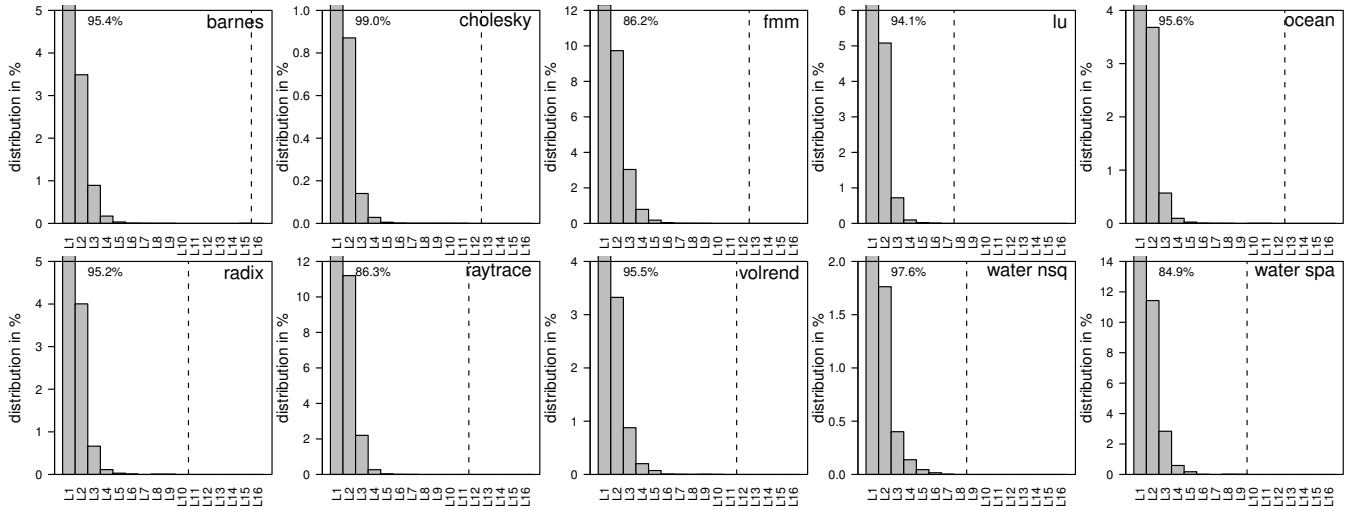 95.4% barnes
distribution in %
5
4
3
2
1
0
L1 L2 L3 L4 L5 L6 L7 L8 L9 L10 L11 L12 L13 L14 L15 L16
99.0% cholesky
distribution in %
1.0
0.8
0.6
0.4
0.2
0.0
L1 L2 L3 L4 L5 L6 L7 L8 L9 L10 L11 L12 L13 L14 L15 L16
86.2% fmm
distribution in %
12
10
8
6
4
2
0
L1 L2 L3 L4 L5 L6 L7 L8 L9 L10 L11 L12 L13 L14 L15 L16
94.1% lu
distribution in %
6
5
4
3
2
1
0
L1 L2 L3 L4 L5 L6 L7 L8 L9 L10 L11 L12 L13 L14 L15 L16
95.6% ocean
distribution in %
4
3
2
1
0
L1 L2 L3 L4 L5 L6 L7 L8 L9 L10 L11 L12 L13 L14 L15 L16
95.2% radix
distribution in %
5
4
3
2
1
0
L1 L2 L3 L4 L5 L6 L7 L8 L9 L10 L11 L12 L13 L14 L15 L16
86.3% raytrace
distribution in %
12
10
8
6
4
2
0
L1 L2 L3 L4 L5 L6 L7 L8 L9 L10 L11 L12 L13 L14 L15 L16
95.5% volrend
distribution in %
4
3
2
1
0
L1 L2 L3 L4 L5 L6 L7 L8 L9 L10 L11 L12 L13 L14 L15 L16
97.6% water nsq
distribution in %
2.0
1.5
1.0
0.5
0.0
L1 L2 L3 L4 L5 L6 L7 L8 L9 L10 L11 L12 L13 L14 L15 L16
84.9% water spa
distribution in %
14
12
10
8
6
4
2
0
L1 L2 L3 L4 L5 L6 L7 L8 L9 L10 L11 L12 L13 L14 L15 L16